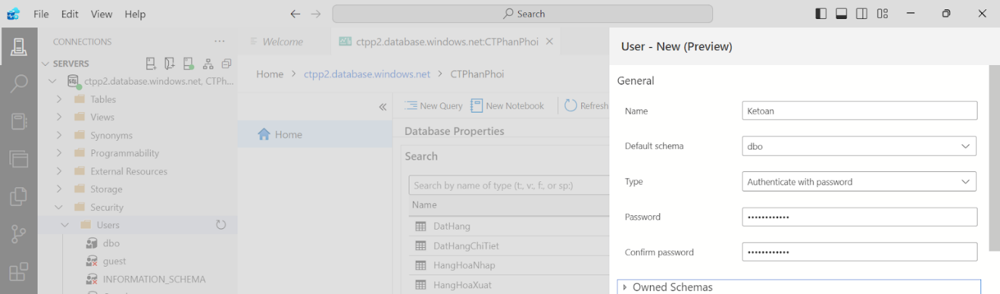 File Edit View Help Search
CONNECTIONS ...
SERVERS
ctpp2.database.windows.net, CTPh...
Tables
Views
Synonyms
Programmability
External Resources
Storage
Security
Users
dbo
guest
INFORMATION_SCHEMA
Welcome ctpp2.database.windows.net:CTPhanPhoi
Home > ctpp2.database.windows.net > CTPhanPhoi
Home
New Query New Notebook Refresh
Database Properties
Search
Search by name of type (t:, v:, f:, or sp:)
Name
DatHang
DatHangChiTiet
HangHoaNhap
HangHoaXuat
User - New (Preview)
General
Name Ketoan
Default schema dbo
Type Authenticate with password
Password ••••••••••••
Confirm password ••••••••••••
Owned Schemas